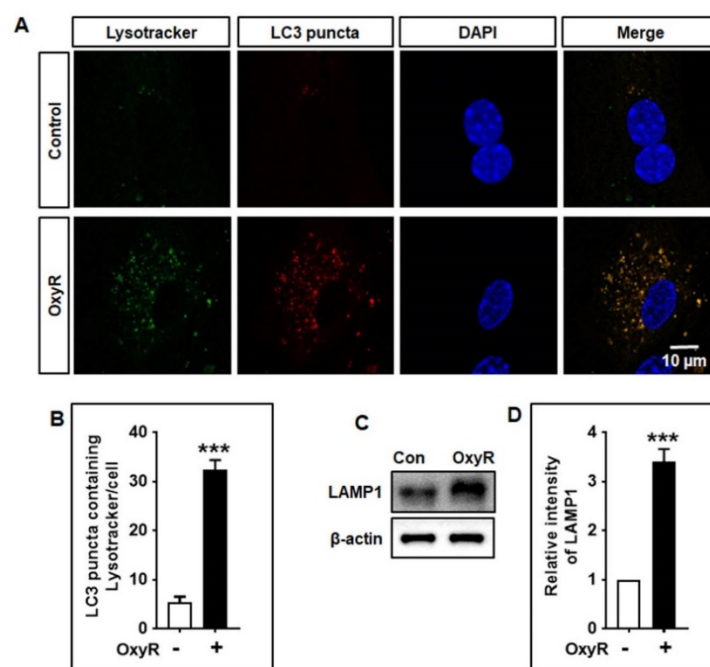 A
Lysotracker
LC3 puncta
DAPI
Merge
Control
OxyR
10 µm
B
LC3 puncta containing
Lysotracker/cell
40
30
20
10
0
***
OxyR - +
C
Con OxyR
LAMP1
β-actin
D
Relative intensity
of LAMP1
4
3
2
1
0
***
OxyR - +